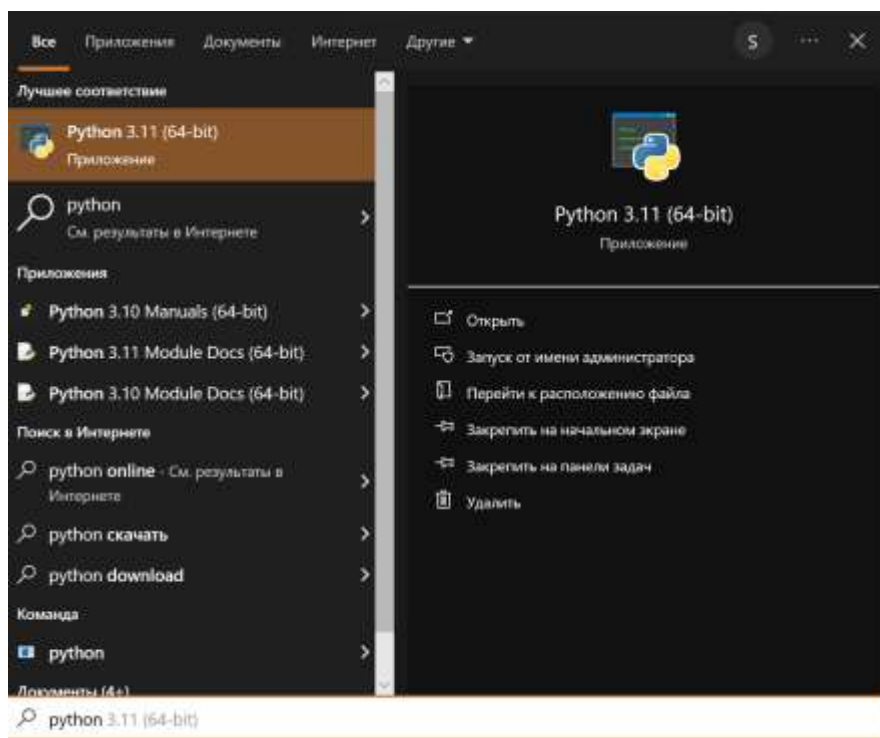 Все Приложения Документы Интернет Другие S
Лучшее соответствие
Python 3.11 (64-bit)
Приложение
python
См. результаты в Интернете
Приложения
Python 3.10 Manuals (64-bit)
Python 3.11 Module Docs (64-bit)
Python 3.10 Module Docs (64-bit)
Поиск в Интернете
python online - См. результаты в
Интернете
python скачать
python download
Команда
python
Документы (4+)
Python 3.11 (64-bit)
Приложение
Открыть
Запуск от имени администратора
Перейти к расположению файла
Закрепить на начальном экране
Закрепить на панели задач
Удалить
python 3.11 (64-bit)